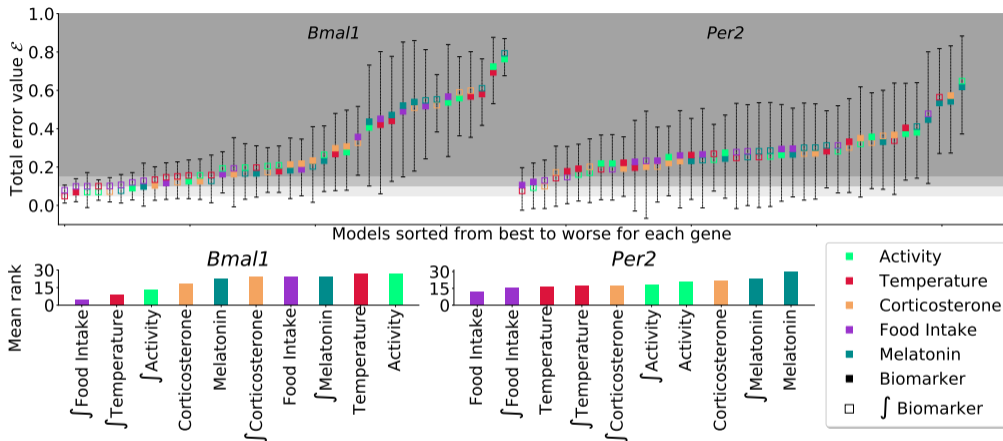 1.0
0.8
0.6
0.4
0.2
0.0
Total error value ℰ
Bmal1
Per2
Models sorted from best to worse for each gene
Mean rank
30
15
0
Bmal1
∫Food Intake
∫Temperature
∫Activity
Corticosterone
Melatonin
∫Corticosterone
Food Intake
∫Melatonin
Temperature
Activity
30
15
0
Per2
Food Intake
∫Food Intake
Temperature
∫Temperature
∫Corticosterone
∫Activity
Activity
Corticosterone
∫Melatonin
Melatonin
Activity
Temperature
Corticosterone
Food Intake
Melatonin
Biomarker
∫ Biomarker